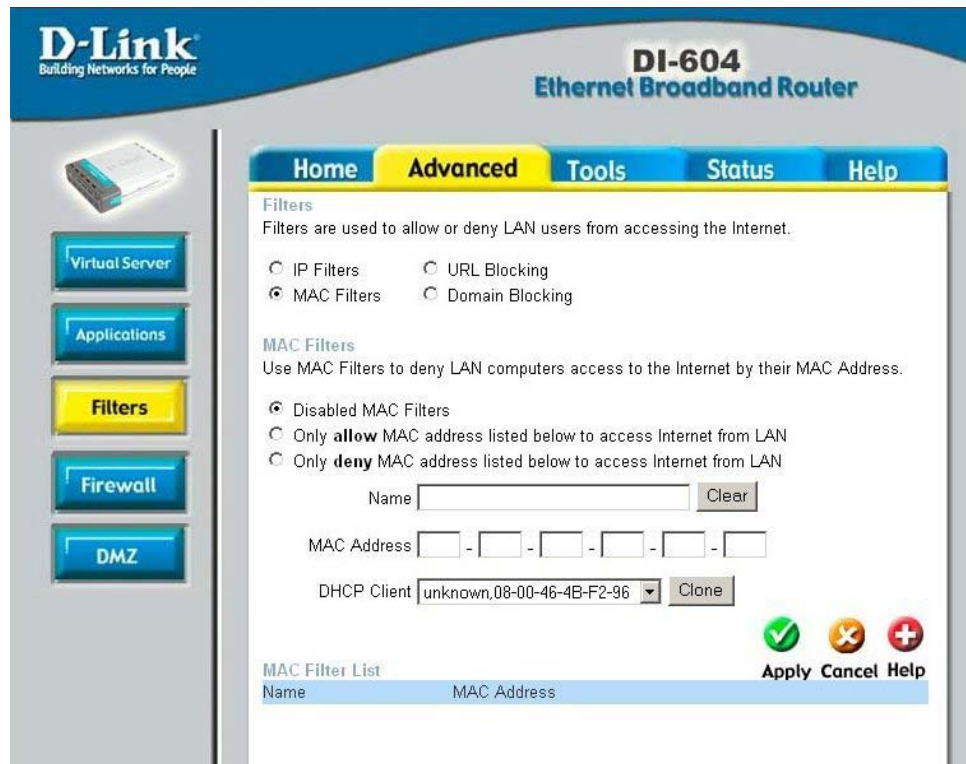 D-Link
Building Networks for People
DI-604
Ethernet Broadband Router
Home Advanced Tools Status Help
Virtual Server
Applications
Filters
Firewall
DMZ
Filters
Filters are used to allow or deny LAN users from accessing the Internet.
IP Filters URL Blocking
MAC Filters Domain Blocking
MAC Filters
Use MAC Filters to deny LAN computers access to the Internet by their MAC Address.
Disabled MAC Filters
Only allow MAC address listed below to access Internet from LAN
Only deny MAC address listed below to access Internet from LAN
Name Clear
MAC Address - - - - -
DHCP Client unknown,08-00-46-4B-F2-96 Clone
Apply Cancel Help
MAC Filter List
Name MAC Address